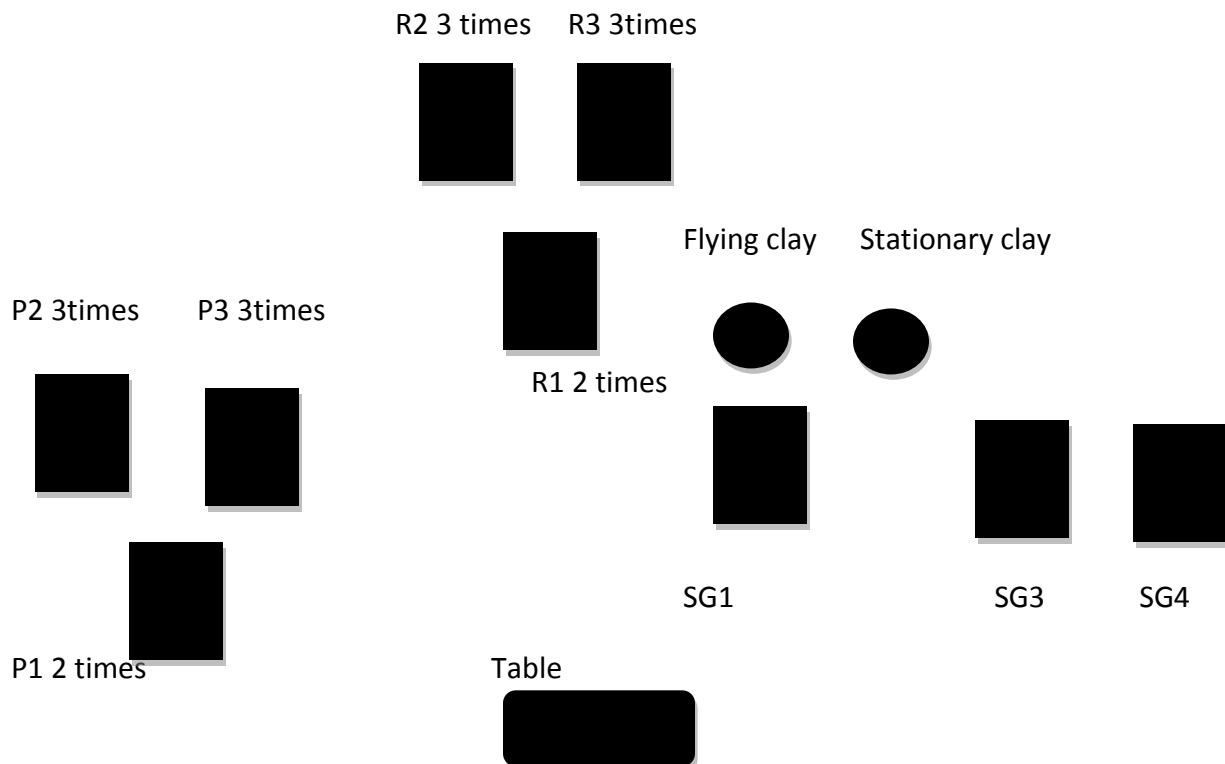 R2 3 times R3 3times
Flying clay Stationary clay
P2 3times P3 3times
R1 2 times
SG1 SG3 SG4
P1 2 times Table